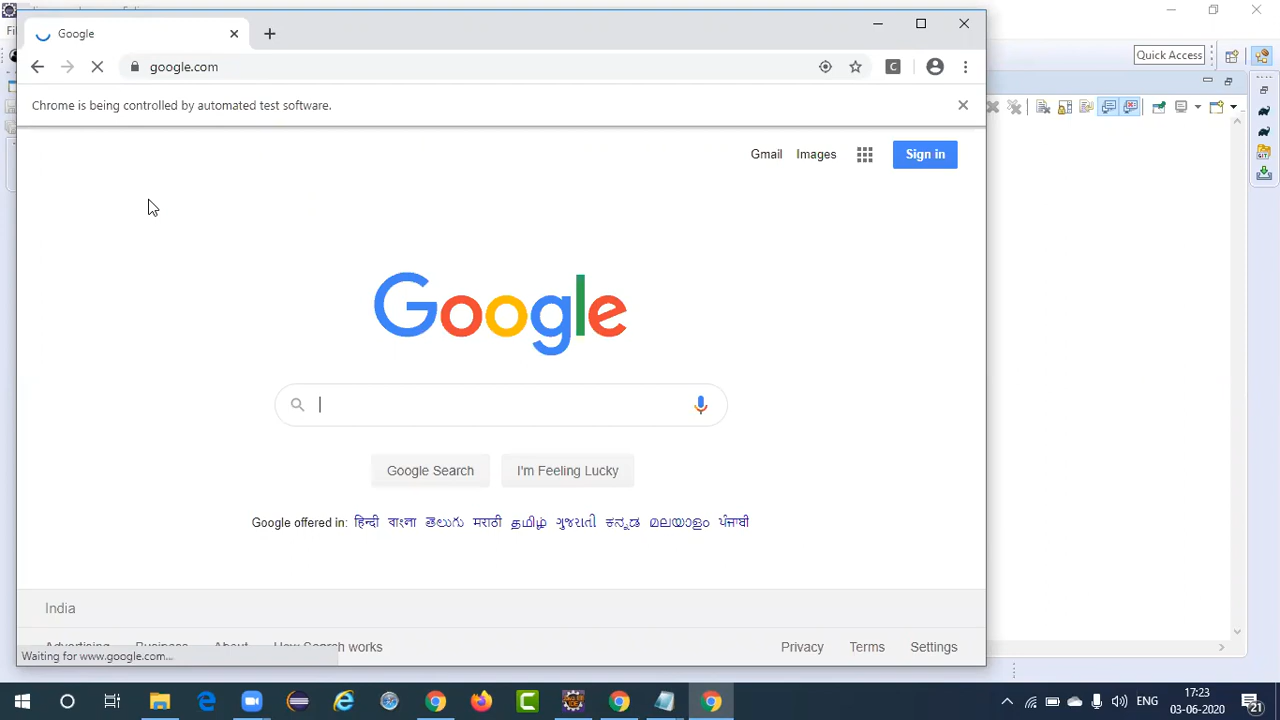 Google
Quick Access
google.com
Chrome is being controlled by automated test software.
Gmail Images Sign in
Google
Google Search I'm Feeling Lucky
Google offered in: हिन्दी বাংলা తెలుగు मराठी தமிழ் ગુજરાતી ಕನ್ನಡ മലയാളം ਪੰਜਾਬੀ
India
Advertising Business About How Search works Privacy Terms Settings
Waiting for www.google.com...
ENG 17:23
03-06-2020 21